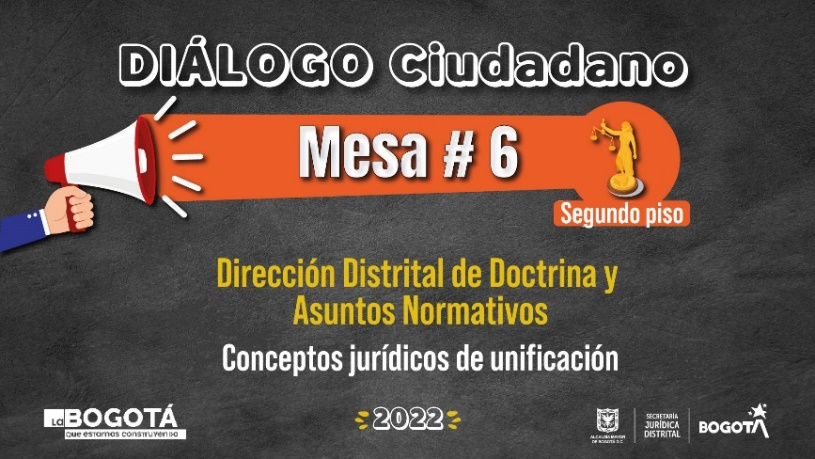 DIÁLOGO Ciudadano
Mesa # 6
Segundo piso
Dirección Distrital de Doctrina y
Asuntos Normativos
Conceptos jurídicos de unificación
La BOGOTÁ
que estamos construyendo
2022
ALCALDÍA MAYOR
DE BOGOTÁ D.C.
SECRETARÍA
JURÍDICA
DISTRITAL
BOGOTÁ